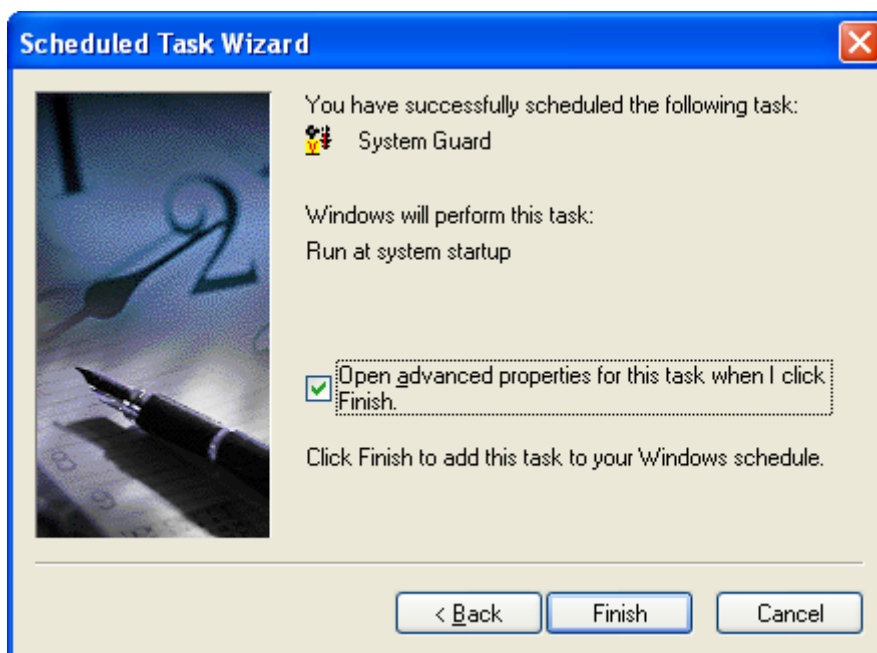 Scheduled Task Wizard
You have successfully scheduled the following task:
System Guard
Windows will perform this task:
Run at system startup
Open advanced properties for this task when I click
Finish.
Click Finish to add this task to your Windows schedule.
< Back
Finish
Cancel